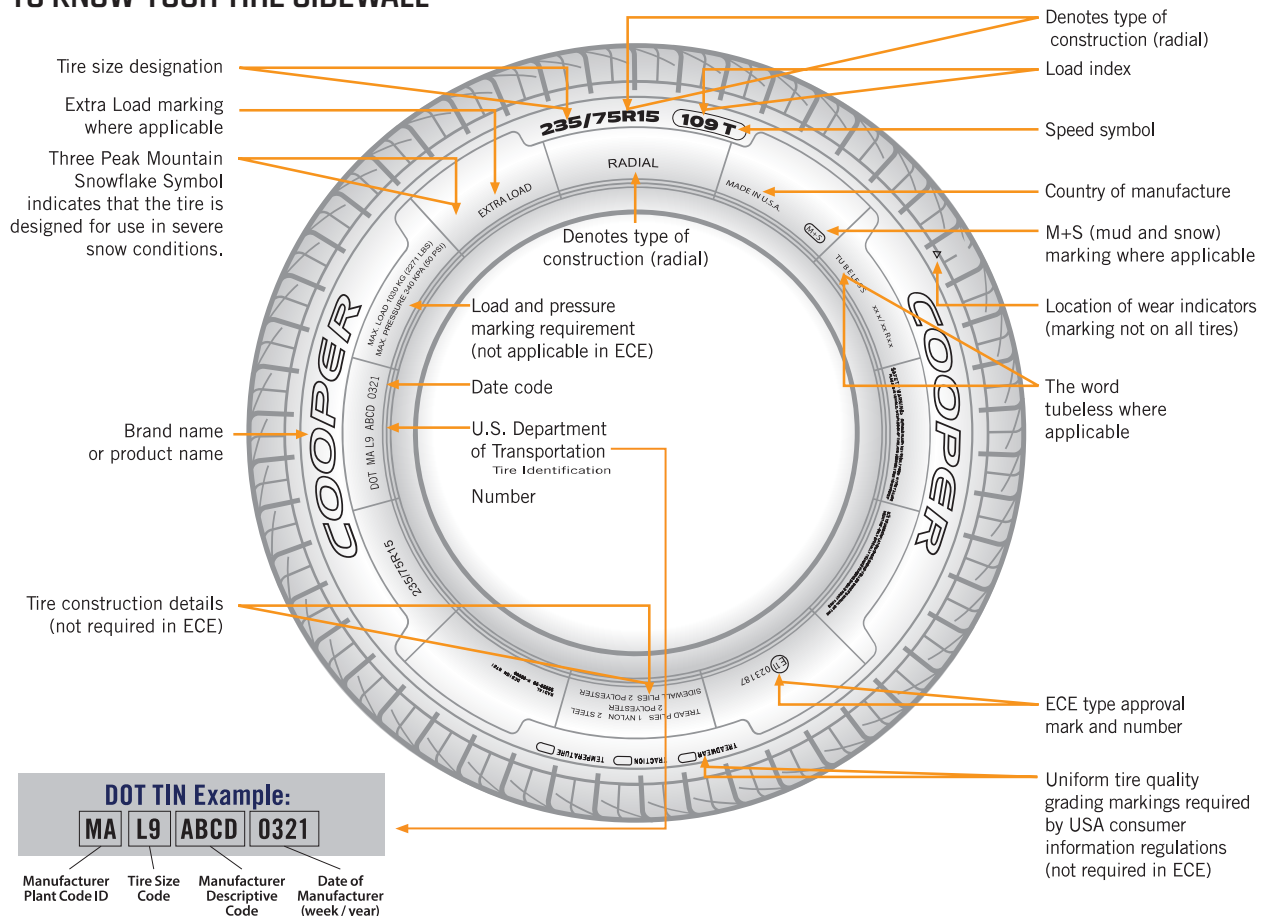 TO KNOW YOUR TIRE SIDEWALL
Tire size designation
Extra Load marking
where applicable
Three Peak Mountain
Snowflake Symbol
indicates that the tire is
designed for use in severe
snow conditions.
Brand name
or product name
Tire construction details
(not required in ECE)
Denotes type of
construction (radial)
Load index
Speed symbol
Country of manufacture
M+S (mud and snow)
marking where applicable
Location of wear indicators
(marking not on all tires)
The word
tubeless where
applicable
ECE type approval
mark and number
Uniform tire quality
grading markings required
by USA consumer
information regulations
(not required in ECE)
235/75R15 109 T
RADIAL
EXTRA LOAD
MADE IN U.S.A.
M+S
TUBELESS xx x/ xx R x x
MAX. LOAD 1030 KG (2271 LBS)
MAX. PRESSURE 340 KPA (50 PSI)
COOPER
COOPER
DOT MA L9 ABCD 0321
235/75R15
Denotes type of
construction (radial)
Load and pressure
marking requirement
(not applicable in ECE)
Date code
U.S. Department
of Transportation
Tire Identification
Number
TREAD PLIES 1 NYLON 2 STEEL
2 POLYESTER
SIDEWALL PLIES 2 POLYESTER
E11 023187
TREADWEAR TRACTION TEMPERATURE
DOT TIN Example:
MA L9 ABCD 0321
Manufacturer
Plant Code ID
Tire Size
Code
Manufacturer
Descriptive
Code
Date of
Manufacturer
(week / year)